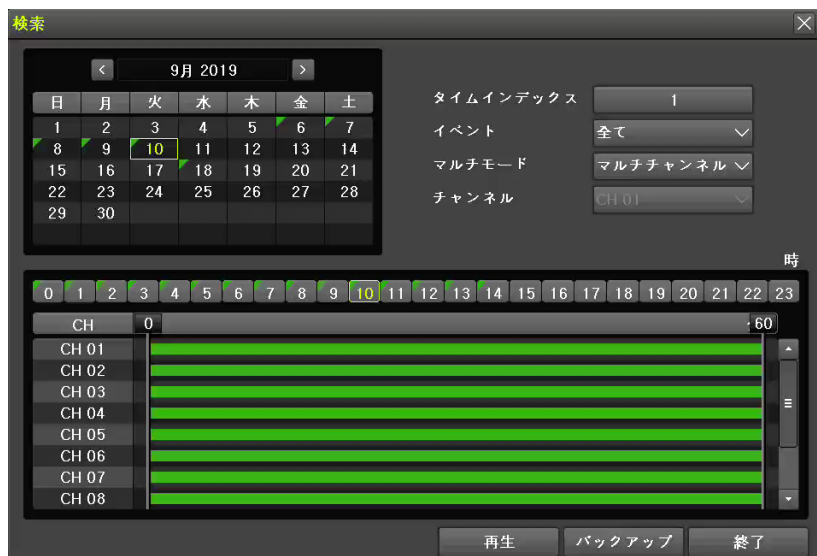 検索
< 9月 2019 >
日 月 火 水 木 金 土
1 2 3 4 5 6 7
8 9 10 11 12 13 14
15 16 17 18 19 20 21
22 23 24 25 26 27 28
29 30
タイムインデックス 1
イベント 全て
マルチモード マルチチャンネル
チャンネル CH 01
時
0 1 2 3 4 5 6 7 8 9 10 11 12 13 14 15 16 17 18 19 20 21 22 23
CH 0 60
CH 01
CH 02
CH 03
CH 04
CH 05
CH 06
CH 07
CH 08
再生 バックアップ 終了